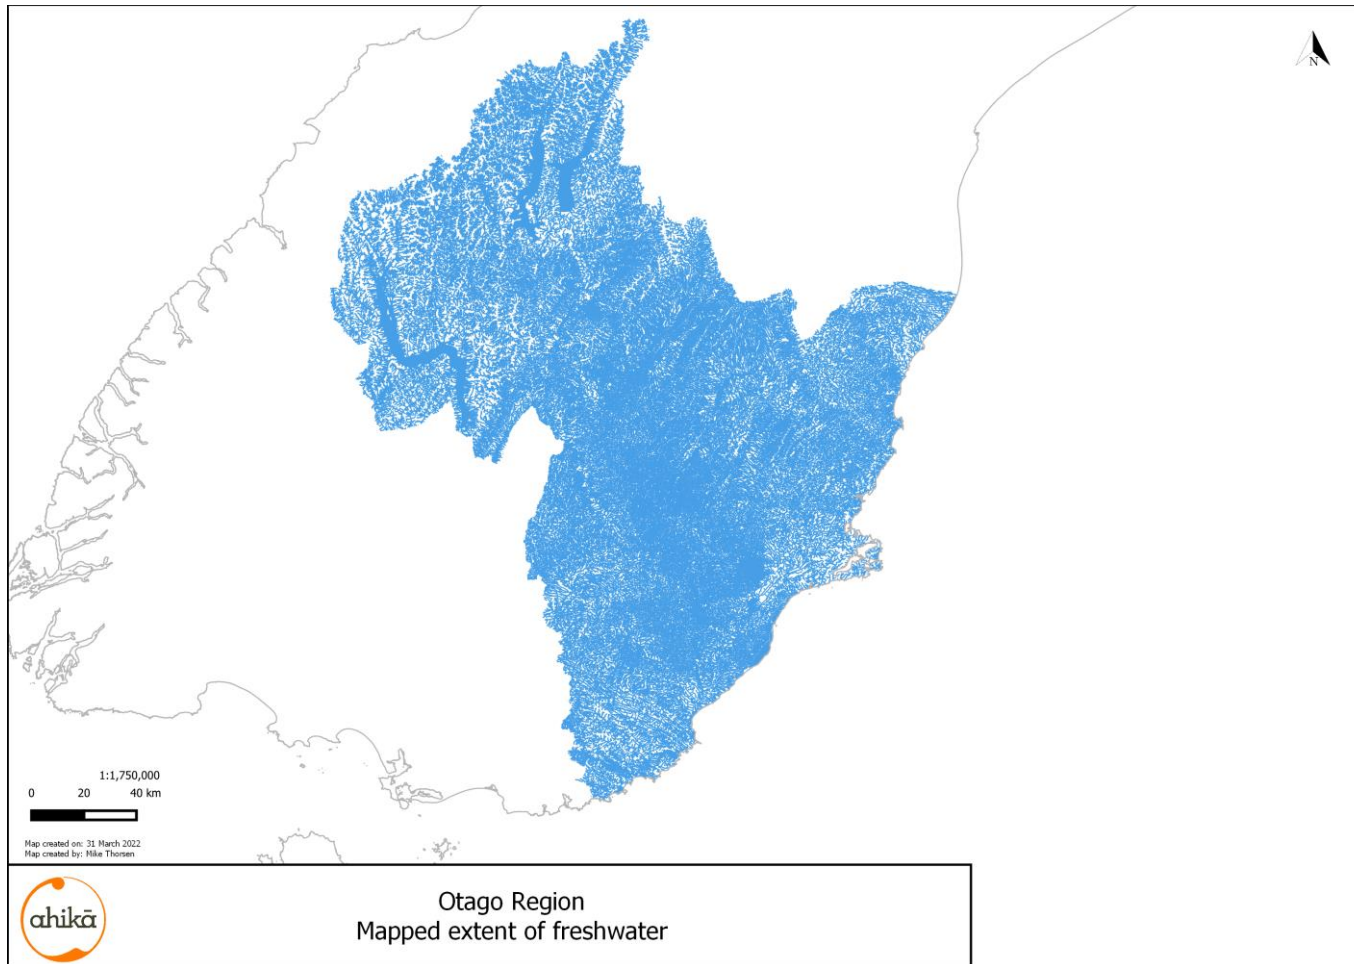 N
1:1,750,000
0 20 40 km
Map created on: 31 March 2022
Map created by: Mike Thorsen
ahikā
Otago Region
Mapped extent of freshwater